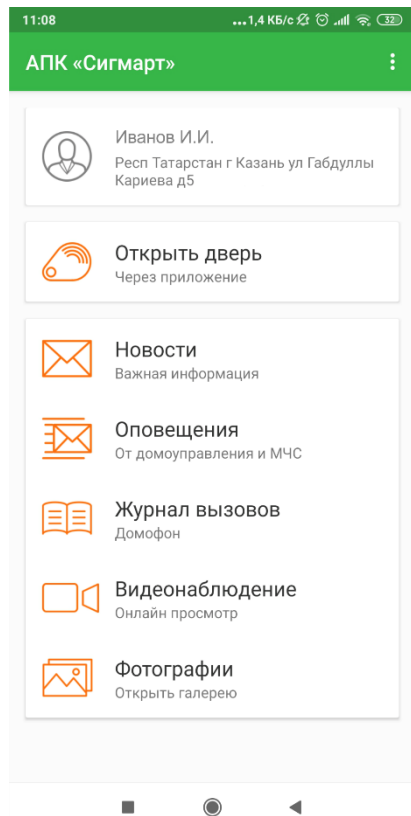 11:08
...1,4 КБ/с
32
АПК «Сигмарт»
Иванов И.И.
Респ Татарстан г Казань ул Габдуллы
Кариева д5
Открыть дверь
Через приложение
Новости
Важная информация
Оповещения
От домоуправления и МЧС
Журнал вызовов
Домофон
Видеонаблюдение
Онлайн просмотр
Фотографии
Открыть галерею